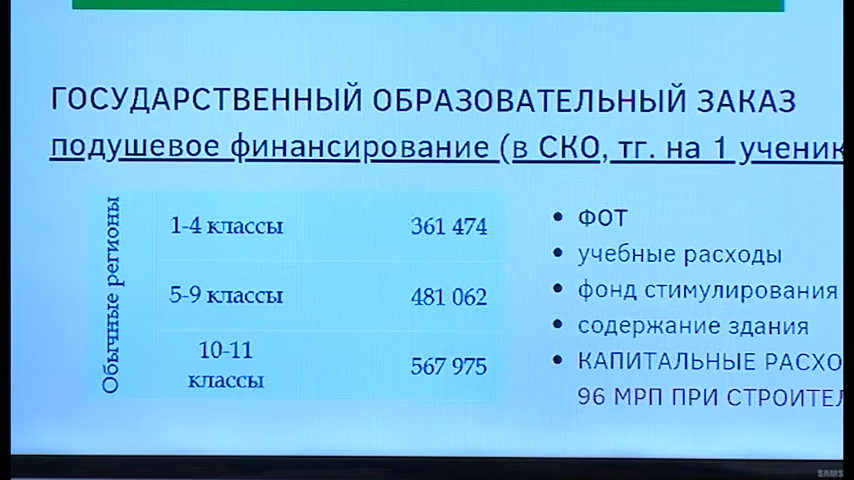 ГОСУДАРСТВЕННЫЙ ОБРАЗОВАТЕЛЬНЫЙ ЗАКАЗ
подушевое финансирование (в СКО, тг. на 1 ученик
Обычные регионы
1-4 классы 361 474
5-9 классы 481 062
10-11
классы 567 975
• ФОТ
• учебные расходы
• фонд стимулирования
• содержание здания
• КАПИТАЛЬНЫЕ РАСХО
96 МРП ПРИ СТРОИТЕЛ
SAMS